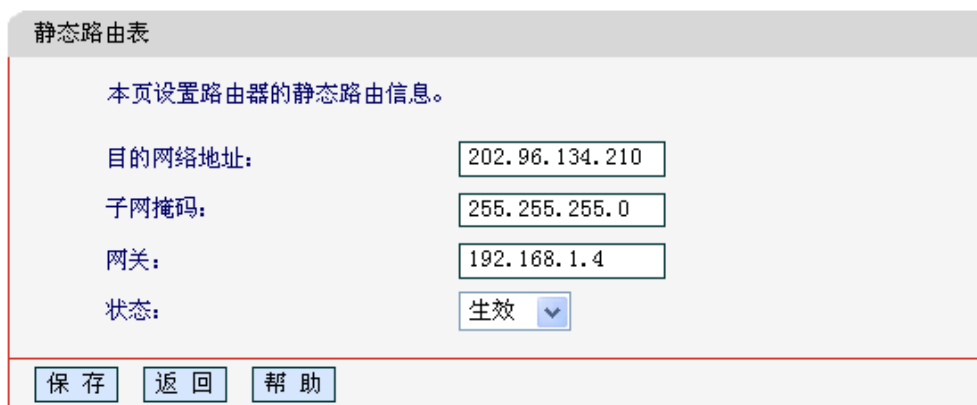 静态路由表
本页设置路由器的静态路由信息。
目的网络地址: 202.96.134.210
子网掩码: 255.255.255.0
网关: 192.168.1.4
状态: 生效
保 存 返 回 帮 助